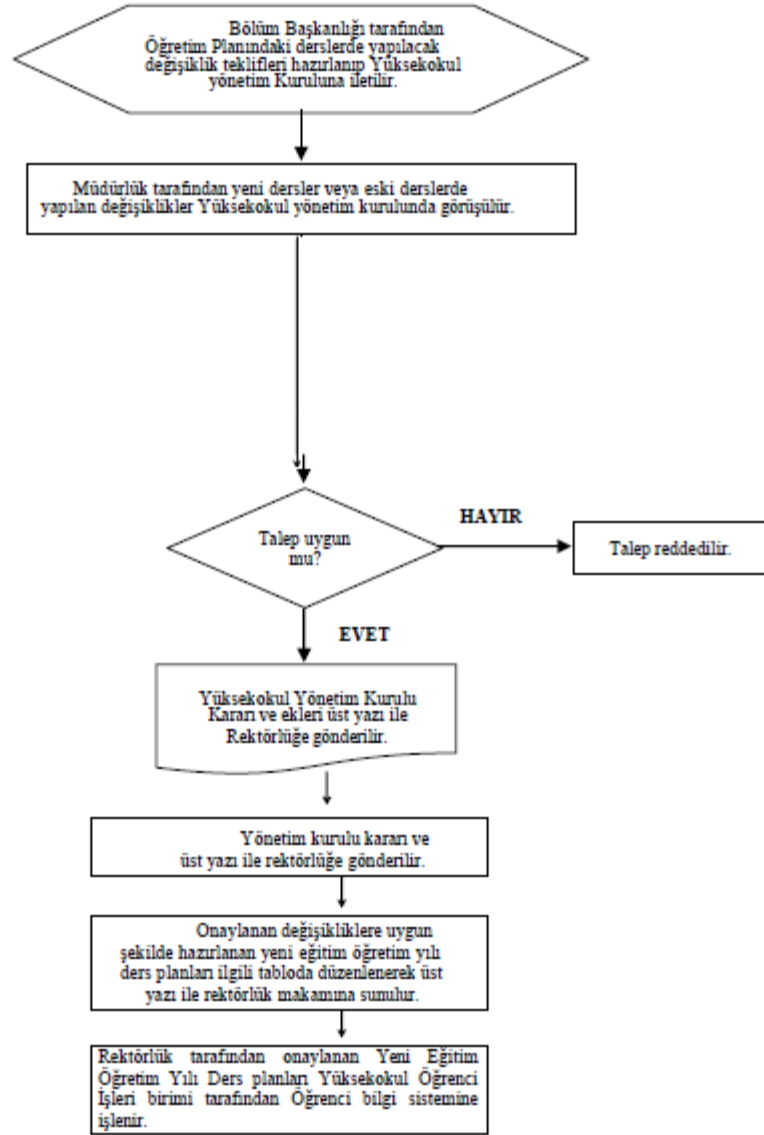 Bölüm Başkanlığı tarafından
Öğretim Planındaki derslerde yapılacak
değişiklik teklifleri hazırlanıp Yüksekokul
yönetim Kuruluna iletilir.
Müdürlük tarafından yeni dersler veya eski derslerde
yapılan değişiklikler Yüksekokul yönetim kurulunda görüşülür.
Talep uygun
mu?
HAYIR
Talep reddedilir.
EVET
Yüksekokul Yönetim Kurulu
Kararı ve ekleri üst yazı ile
Rektörlüğe gönderilir.
Yönetim kurulu kararı ve
üst yazı ile rektörlüğe gönderilir.
Onaylanan değişikliklere uygun
şekilde hazırlanan yeni eğitim öğretim yılı
ders planları ilgili tabloda düzenlenerek üst
yazı ile rektörlük makamına sunulur.
Rektörlük tarafından onaylanan Yeni Eğitim
Öğretim Yılı Ders planları Yüksekokul Öğrenci
İşleri birimi tarafından Öğrenci bilgi sistemine
işlenir.